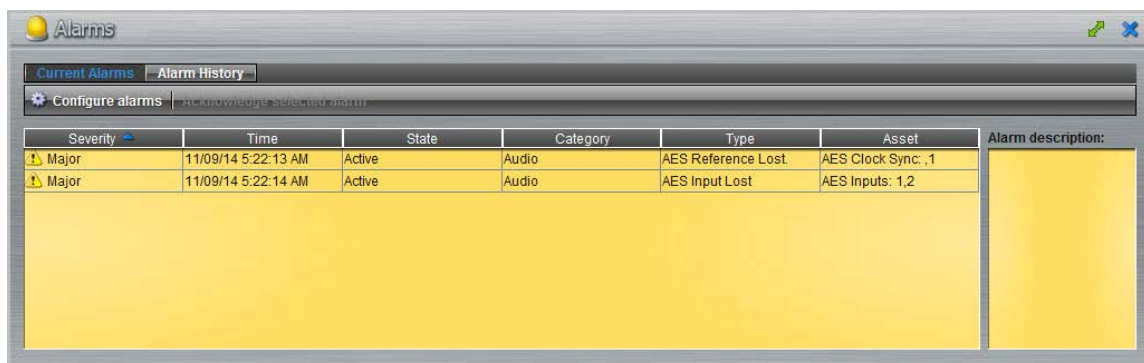 Alarms
Current Alarms Alarm History
Configure alarms Acknowledge selected alarm
Severity Time State Category Type Asset Alarm description:
Major 11/09/14 5:22:13 AM Active Audio AES Reference Lost. AES Clock Sync: ,1
Major 11/09/14 5:22:14 AM Active Audio AES Input Lost AES Inputs: 1,2